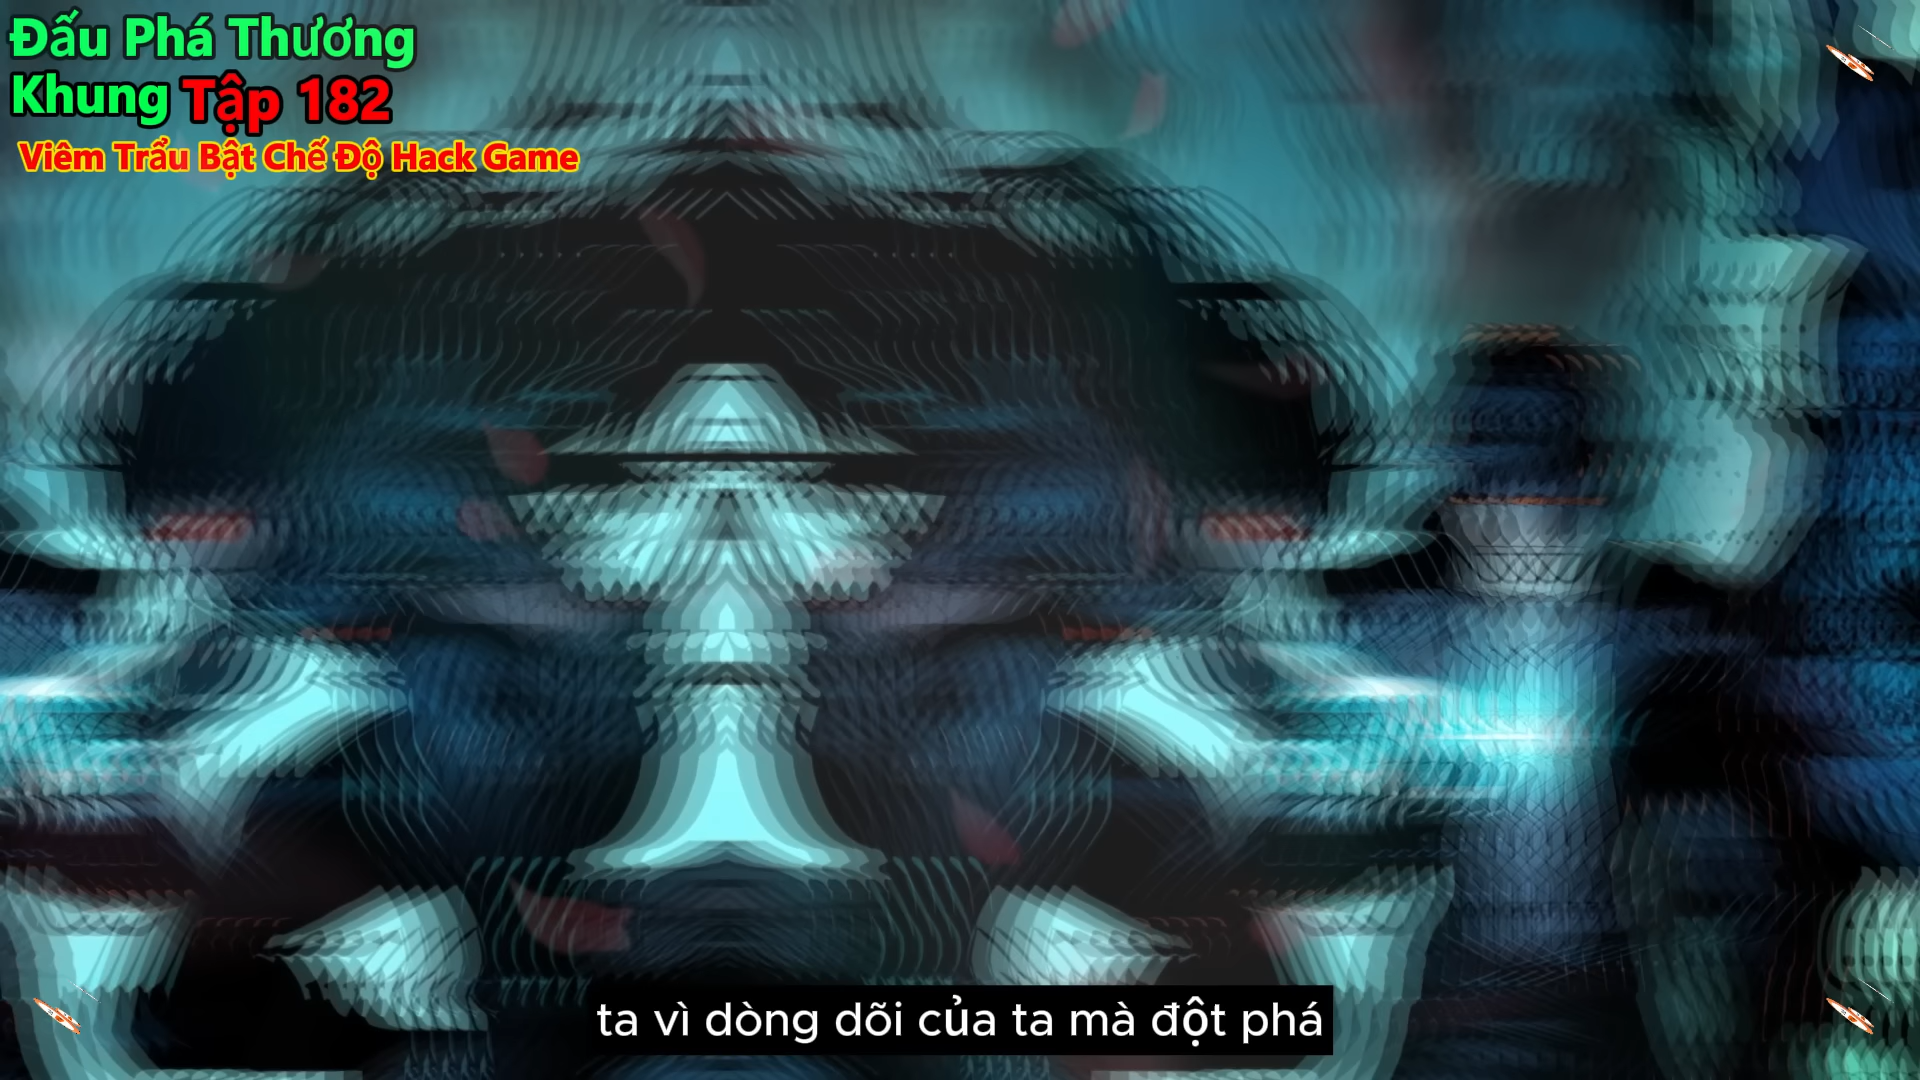 Đấu Phá Thương
Khung Tập 182
Viêm Trẩu Bật Chế Độ Hack Game
ta vì dòng dõi của ta mà đột phá